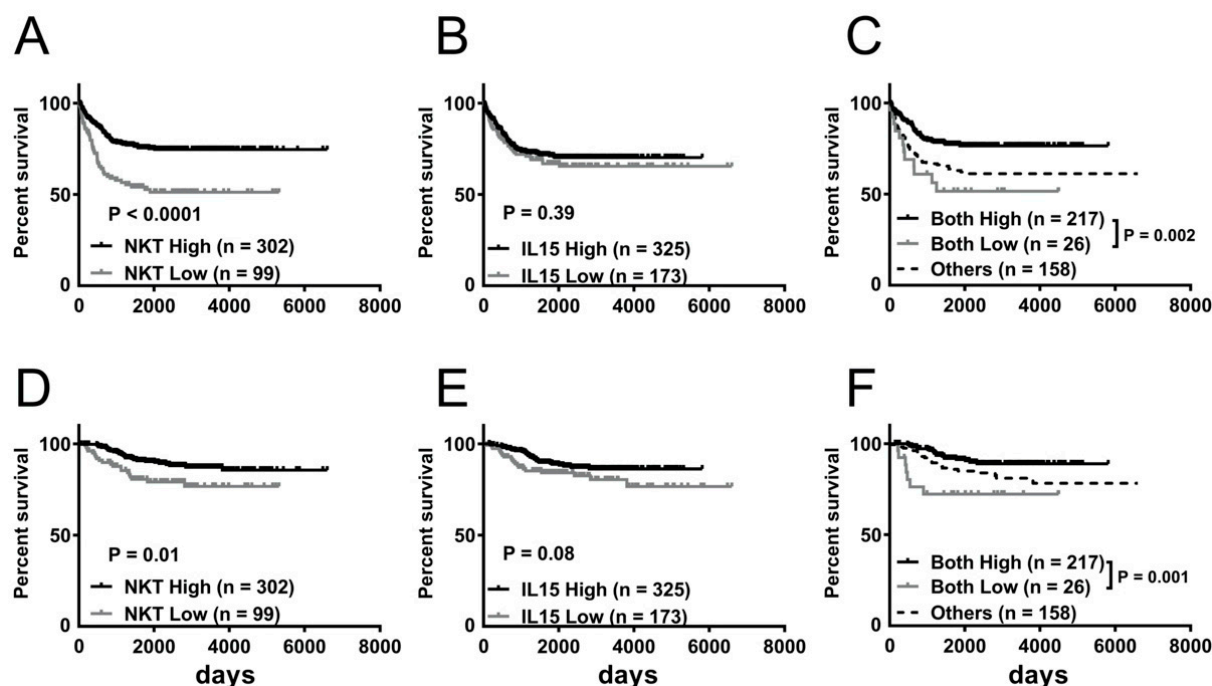 A
Percent survival
100
50
0
P < 0.0001
NKT High (n = 302)
NKT Low (n = 99)
0 2000 4000 6000 8000
B
Percent survival
100
50
0
P = 0.39
IL15 High (n = 325)
IL15 Low (n = 173)
0 2000 4000 6000 8000
C
Percent survival
100
50
0
Both High (n = 217)
Both Low (n = 26)
Others (n = 158)
P = 0.002
0 2000 4000 6000 8000
D
Percent survival
100
50
0
P = 0.01
NKT High (n = 302)
NKT Low (n = 99)
0 2000 4000 6000 8000
days
E
Percent survival
100
50
0
P = 0.08
IL15 High (n = 325)
IL15 Low (n = 173)
0 2000 4000 6000 8000
days
F
Percent survival
100
50
0
Both High (n = 217)
Both Low (n = 26)
Others (n = 158)
P = 0.001
0 2000 4000 6000 8000
days